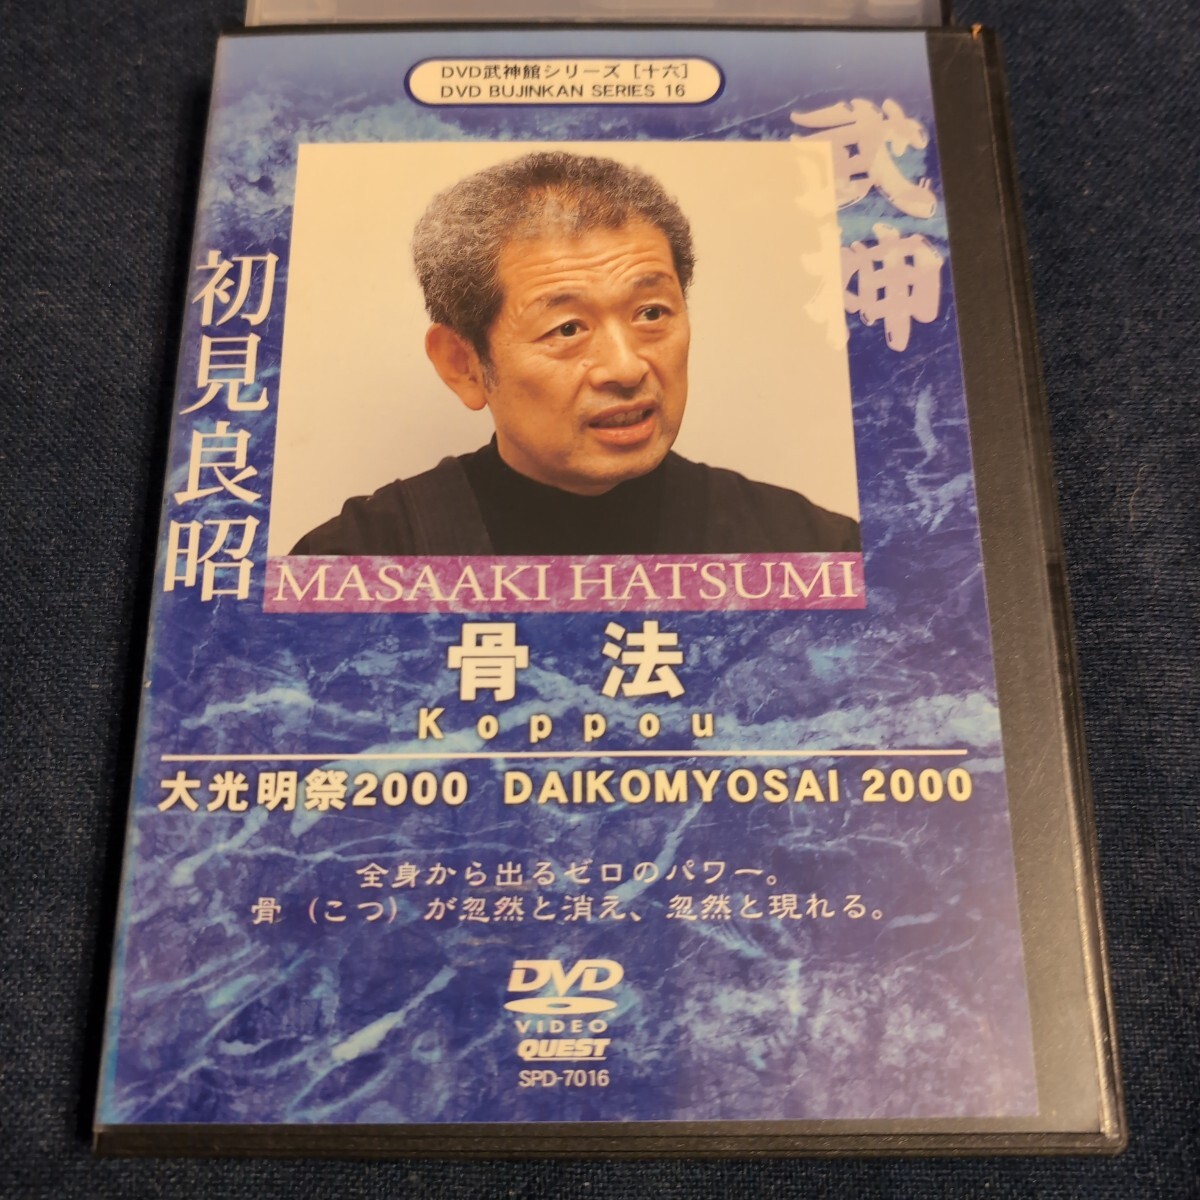 DVD武神館シリーズ［十六］
DVD BUJINKAN SERIES 16
武神
初見良昭
MASAAKI HATSUMI
骨法
Koppou
大光明祭2000 DAIKOMYOSAI 2000
全身から出るゼロのパワー。
骨（こつ）が忽然と消え、忽然と現れる。
DVD
VIDEO
QUEST
SPD-7016